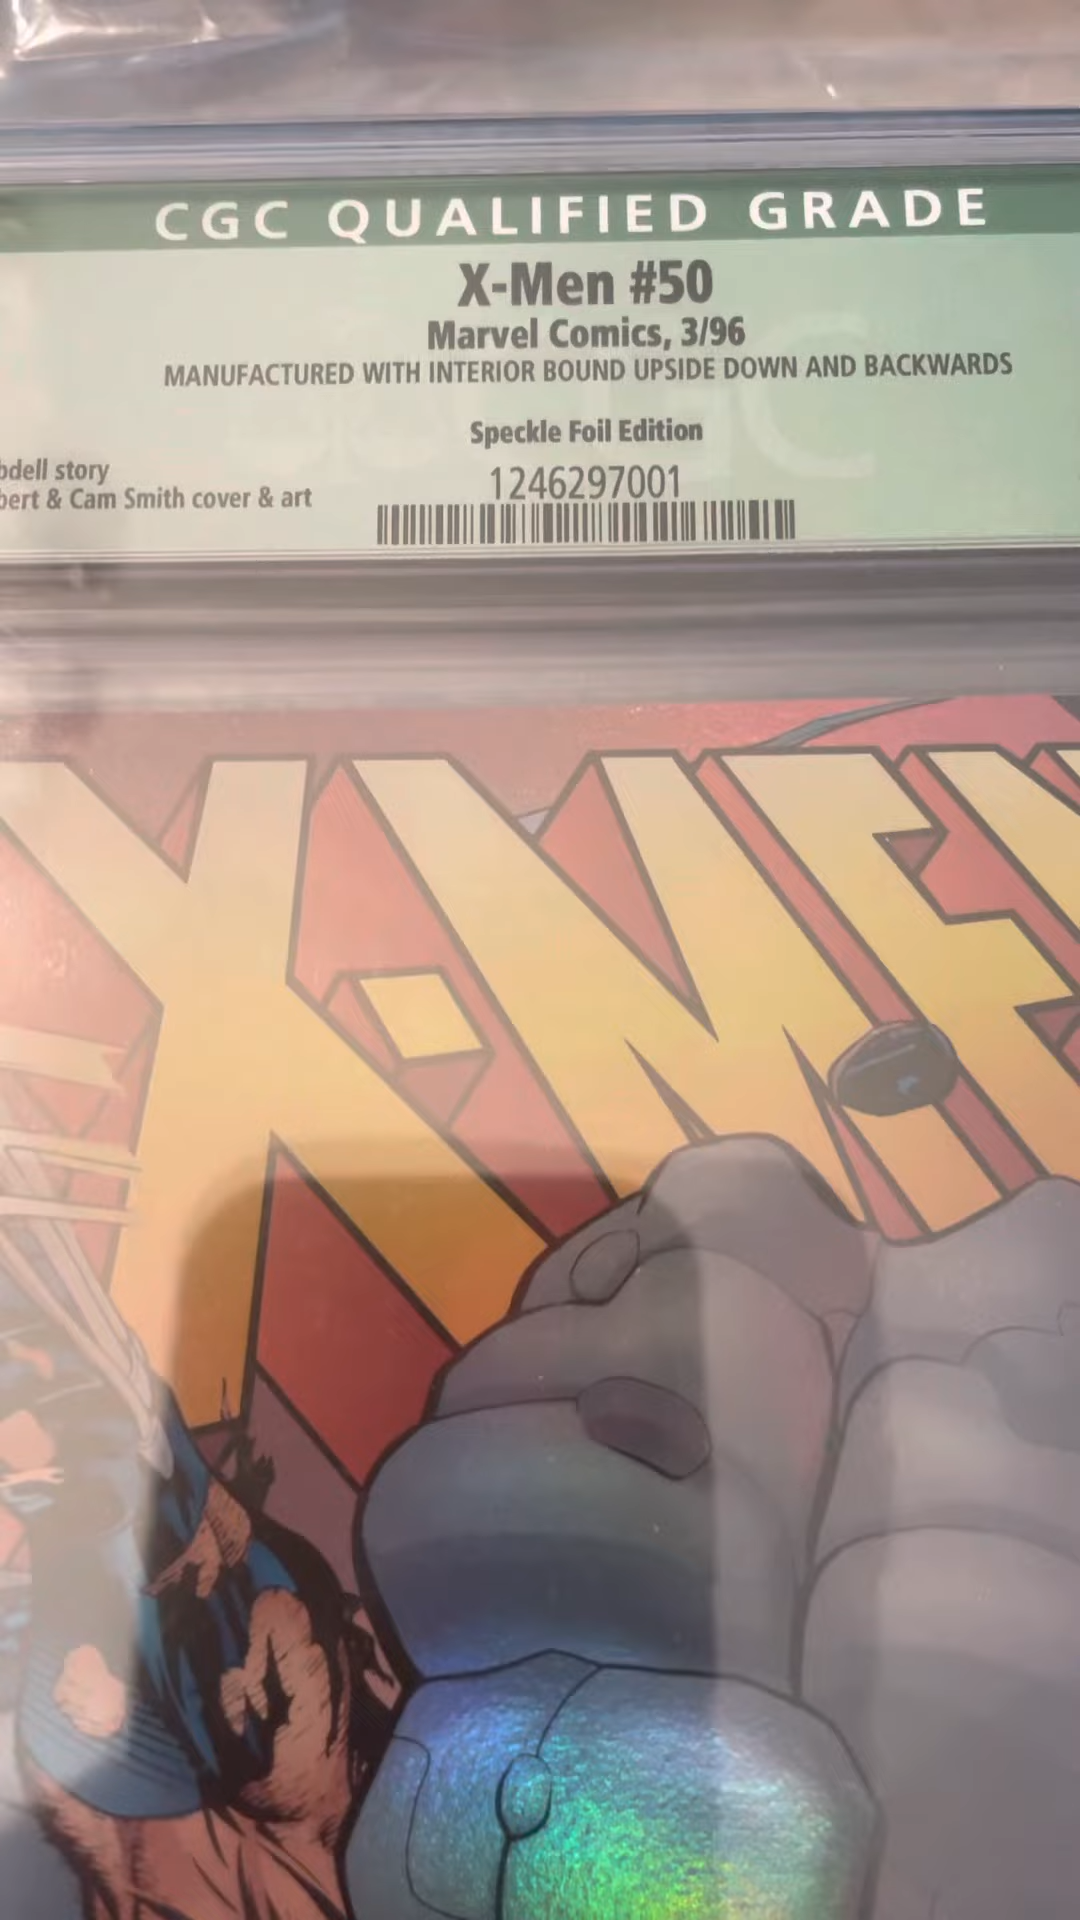 CGC QUALIFIED GRADE
X-Men #50
Marvel Comics, 3/96
MANUFACTURED WITH INTERIOR BOUND UPSIDE DOWN AND BACKWARDS
Speckle Foil Edition
story
& Cam Smith cover & art
1246297001
X-MEN